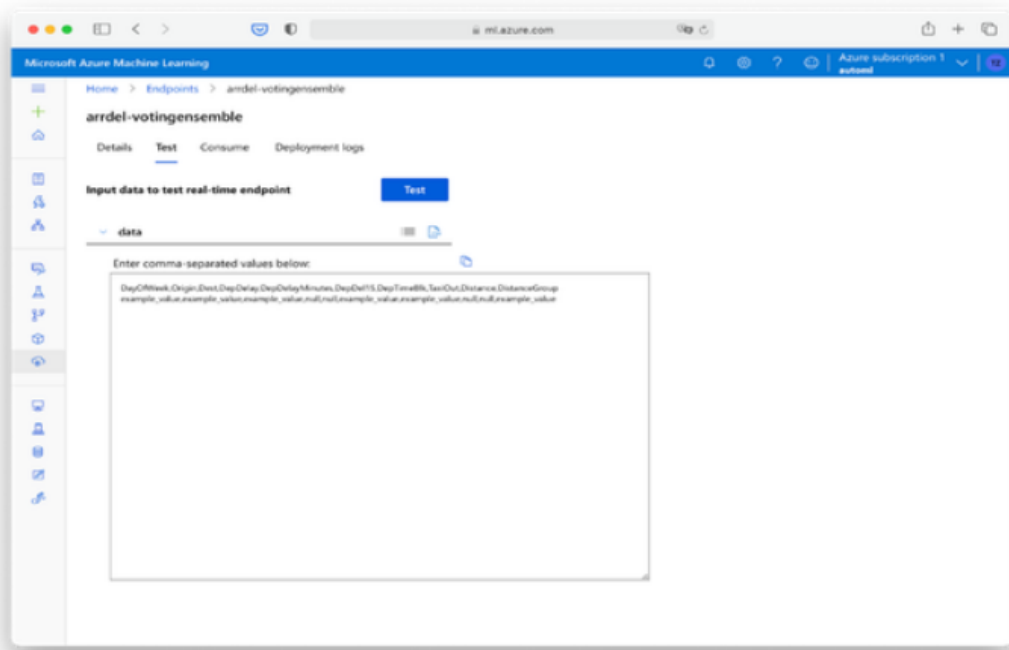 ml.azure.com
Microsoft Azure Machine Learning
?
Azure subscription 1
automl
Home > Endpoints > arrdel-votingensemble
arrdel-votingensemble
Details Test Consume Deployment logs
Input data to test real-time endpoint Test
data
Enter comma-separated values below:
DayOfWeek,Origin,Dest,DepDelay,DepDelayMinutes,DepDel15,DepTimeBlk,TaxiOut,Distance,DistanceGroup
example_value,example_value,example_value,null,null,example_value,example_value,null,null,example_value